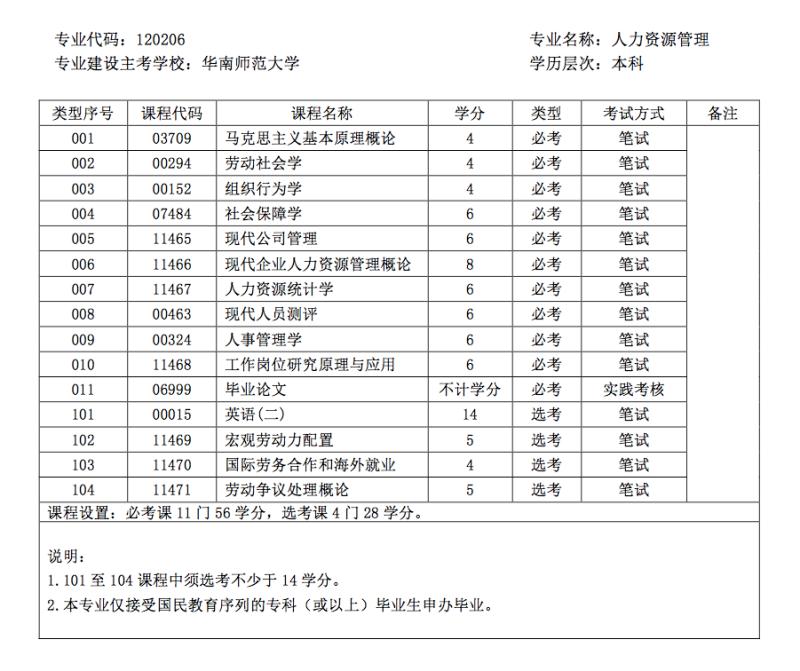 专业代码：120206 专业名称：人力资源管理
专业建设主考学校：华南师范大学 学历层次：本科
类型序号 课程代码 课程名称 学分 类型 考试方式 备注
001 03709 马克思主义基本原理概论 4 必考 笔试
002 00294 劳动社会学 4 必考 笔试
003 00152 组织行为学 4 必考 笔试
004 07484 社会保障学 6 必考 笔试
005 11465 现代公司管理 6 必考 笔试
006 11466 现代企业人力资源管理概论 8 必考 笔试
007 11467 人力资源统计学 6 必考 笔试
008 00463 现代人员测评 6 必考 笔试
009 00324 人事管理学 6 必考 笔试
010 11468 工作岗位研究原理与应用 6 必考 笔试
011 06999 毕业论文 不计学分 必考 实践考核
101 00015 英语(二) 14 选考 笔试
102 11469 宏观劳动力配置 5 选考 笔试
103 11470 国际劳务合作和海外就业 4 选考 笔试
104 11471 劳动争议处理概论 5 选考 笔试
课程设置：必考课 11 门 56 学分，选考课 4 门 28 学分。
说明：
1.101 至 104 课程中须选考不少于 14 学分。
2.本专业仅接受国民教育序列的专科（或以上）毕业生申办毕业。